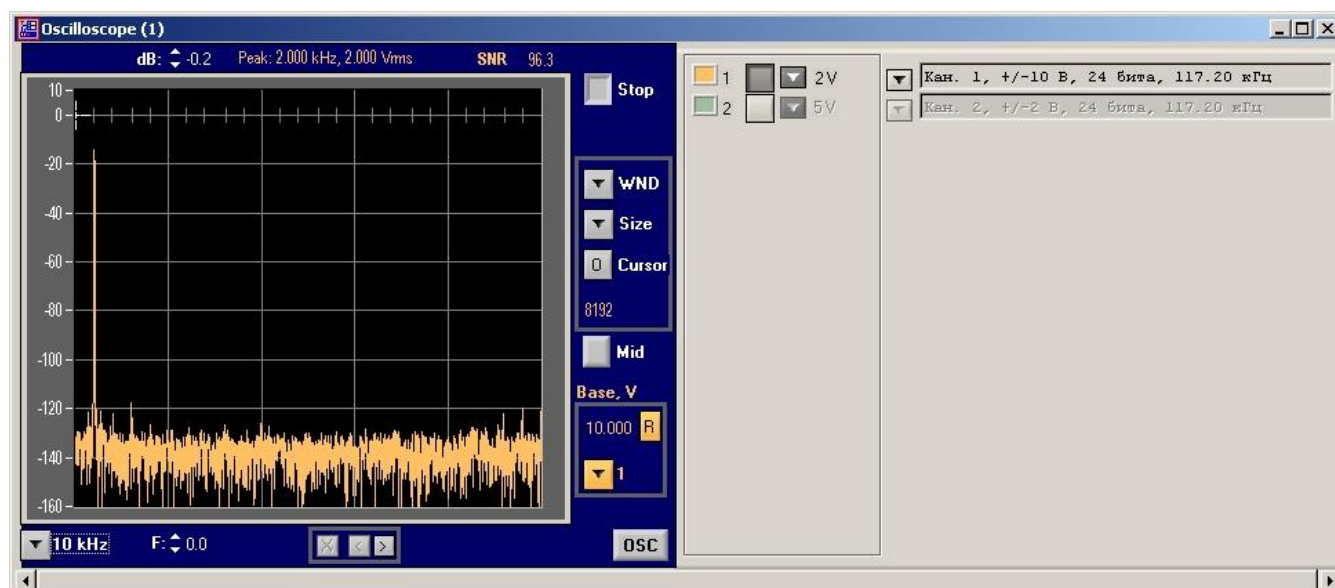 Oscilloscope (1)
dB: -0.2 Peak: 2.000 kHz, 2.000 Vrms SNR 96.3
10
0
-20
-40
-60
-80
-100
-120
-140
-160
10 kHz F: 0.0 X < >
Stop
WND
Size
0 Cursor
8192
Mid
Base, V
10.000 R
1
OSC
1 2V Кан. 1, +/-10 В, 24 бита, 117.20 кГц
2 5V Кан. 2, +/-2 В, 24 бита, 117.20 кГц